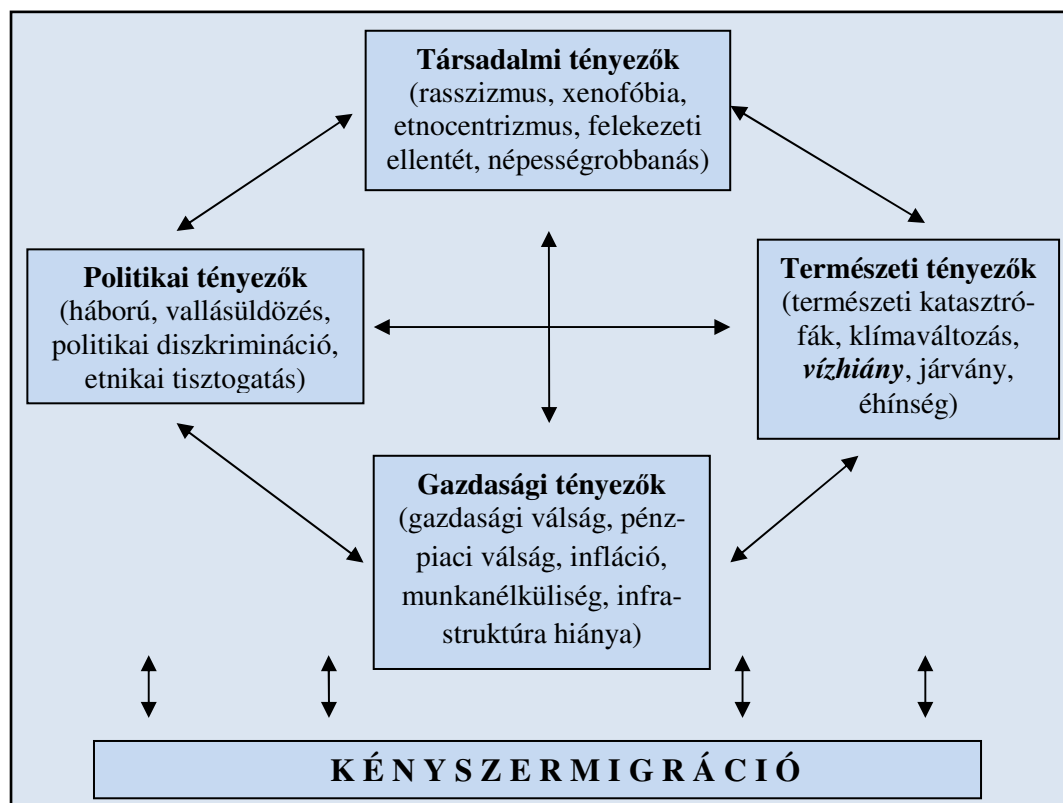 Társadalmi tényezők
(rasszizmus, xenofóbia,
etnocentrizmus, felekezeti
ellentét, népességrobbanás)
Politikai tényezők
(háború, vallásüldözés,
politikai diszkrimináció,
etnikai tisztogatás)
Természeti tényezők
(természeti katasztró-
fák, klímaváltozás,
vízhiány, járvány,
éhínség)
Gazdasági tényezők
(gazdasági válság, pénz-
piaci válság, infláció,
munkanélküliség, infra-
struktúra hiánya)
K É N Y S Z E R M I G R Á C I Ó